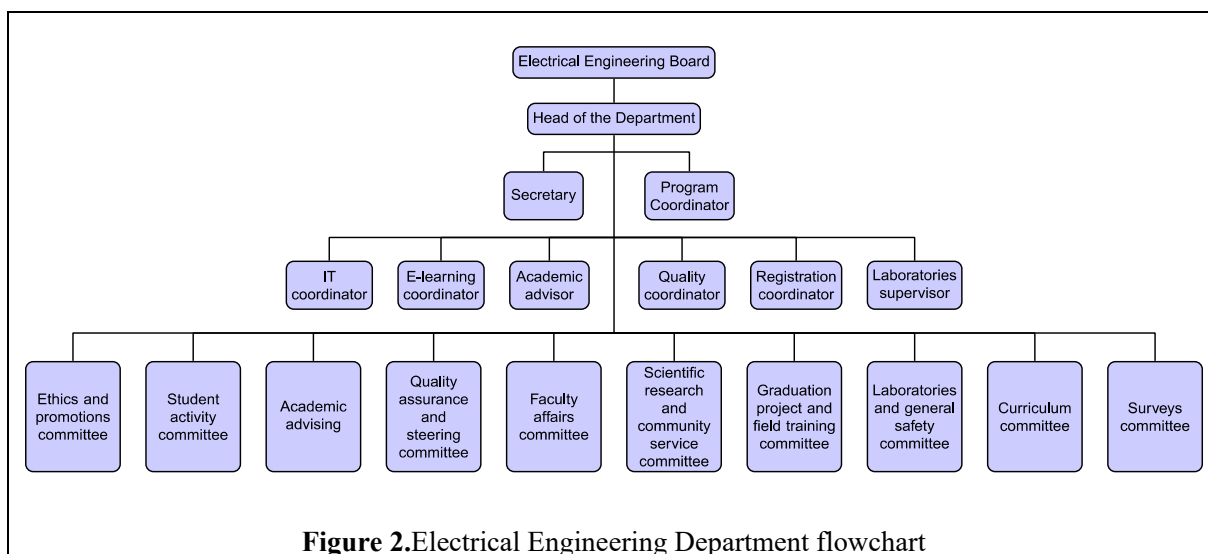 Electrical Engineering Board
Head of the Department
Secretary
Program
Coordinator
IT
coordinator
E-learning
coordinator
Academic
advisor
Quality
coordinator
Registration
coordinator
Laboratories
supervisor
Ethics and
promotions
committee
Student
activity
committee
Academic
advising
Quality
assurance
and
steering
committee
Faculty
affairs
committee
Scientific
research
and
community
service
committee
Graduation
project and
field training
committee
Laboratories
and general
safety
committee
Curriculum
committee
Surveys
committee
Figure 2.Electrical Engineering Department flowchart